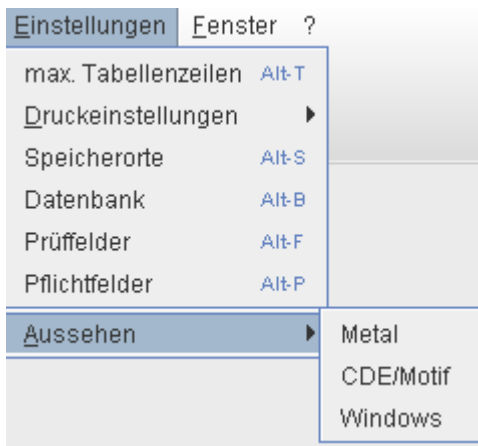 Einstellungen Fenster ?
max. Tabellenzeilen Alt-T
Druckeinstellungen
Speicherorte Alt-S
Datenbank Alt-B
Prüffelder Alt-F
Pflichtfelder Alt-P
Aussehen Metal
CDE/Motif
Windows